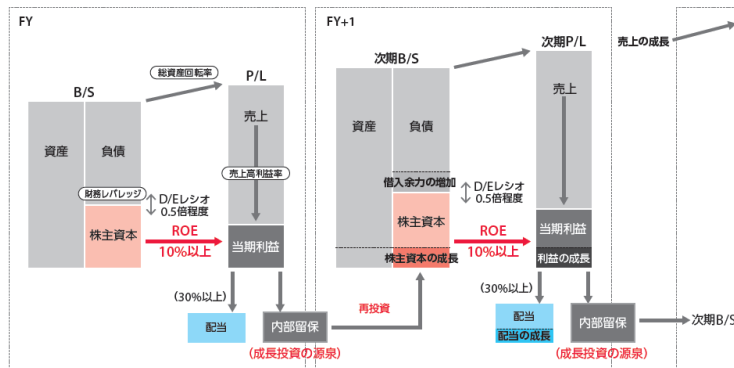 FY
B/S
総資産回転率
P/L
資産
負債
売上
売上高利益率
財務レバレッジ
D/Eレシオ
0.5倍程度
株主資本
ROE
10%以上
当期利益
(30%以上)
配当
内部留保
(成長投資の源泉)
再投資
FY+1
次期B/S
次期P/L
資産
負債
売上
借入余力の増加
D/Eレシオ
0.5倍程度
株主資本
株主資本の成長
ROE
10%以上
当期利益
利益の成長
(30%以上)
配当
配当の成長
内部留保
(成長投資の源泉)
売上の成長
次期B/S